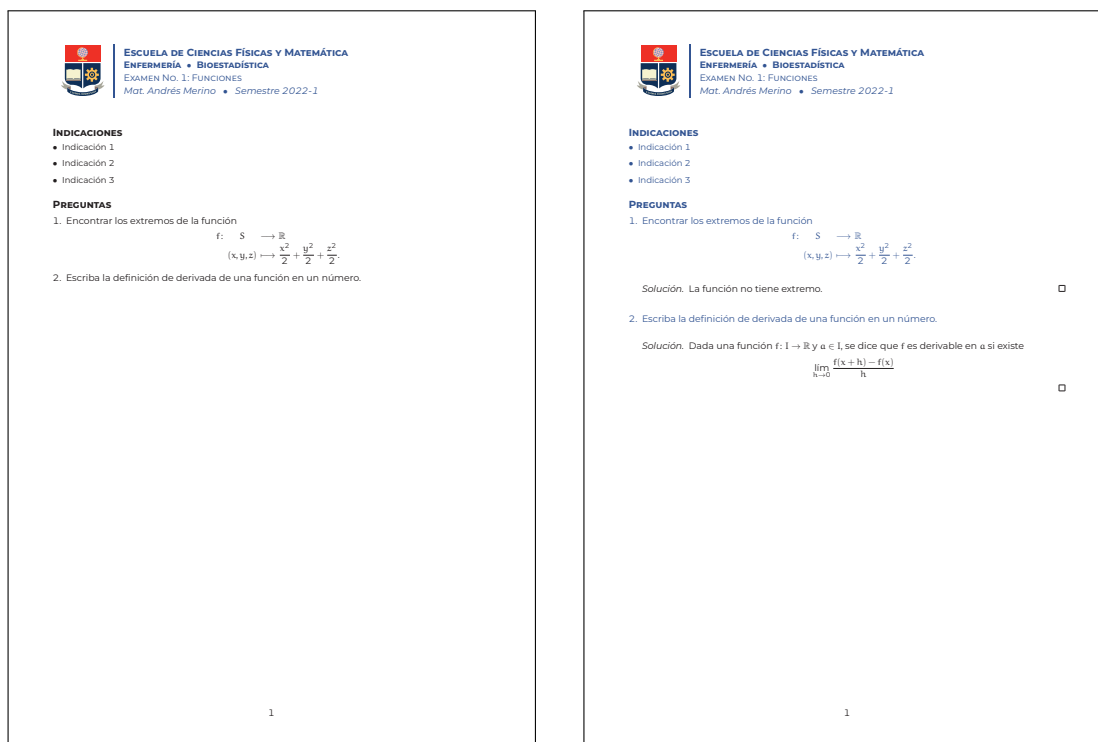 Escuela de Ciencias Físicas y Matemática
Enfermería • Bioestadística
Examen No. 1: Funciones
Mat. Andrés Merino • Semestre 2022-1
Indicaciones
• Indicación 1
• Indicación 2
• Indicación 3
Preguntas
1. Encontrar los extremos de la función
f: S ⟶ ℝ
(x, y, z) ⟼ x²/2 + y²/2 + z²/2.
2. Escriba la definición de derivada de una función en un número.
1
Escuela de Ciencias Físicas y Matemática
Enfermería • Bioestadística
Examen No. 1: Funciones
Mat. Andrés Merino • Semestre 2022-1
Indicaciones
• Indicación 1
• Indicación 2
• Indicación 3
Preguntas
1. Encontrar los extremos de la función
f: S ⟶ ℝ
(x, y, z) ⟼ x²/2 + y²/2 + z²/2.
Solución. La función no tiene extremo. □
2. Escriba la definición de derivada de una función en un número.
Solución. Dada una función f: I → ℝ y a ∈ I, se dice que f es derivable en a si existe
lím h→0 f(x + h) − f(x) / h
□
1